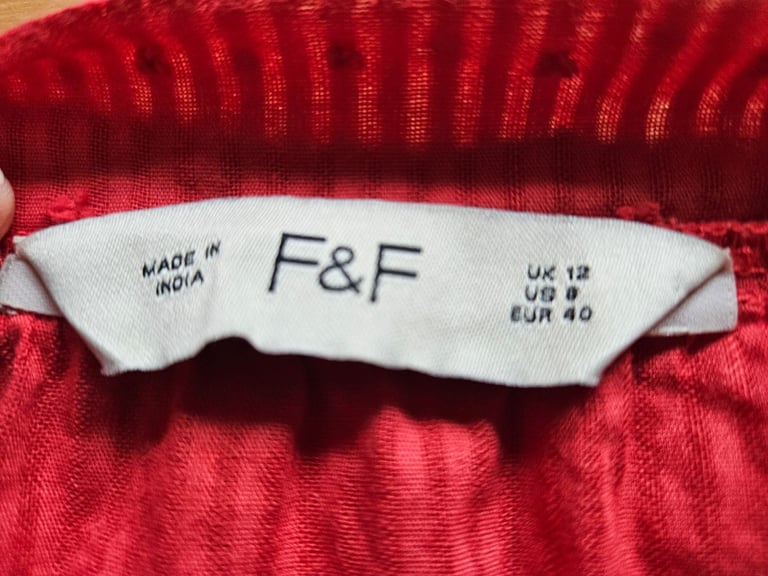 MADE IN
INDIA
F&F
UK 12
US 8
EUR 40